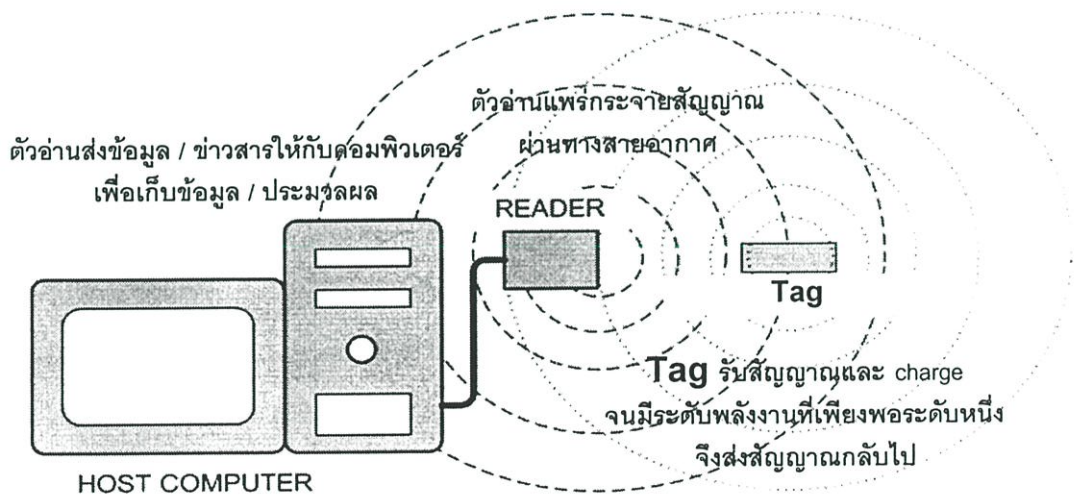 ตัวอ่านแพร่กระจายสัญญาณ
ผ่านทางสายอากาศ
ตัวอ่านส่งข้อมูล / ข่าวสารให้กับคอมพิวเตอร์
เพื่อเก็บข้อมูล / ประมวลผล
READER
Tag
Tag รับสัญญาณและ charge
จนมีระดับพลังงานที่เพียงพอระดับหนึ่ง
จึงส่งสัญญาณกลับไป
HOST COMPUTER